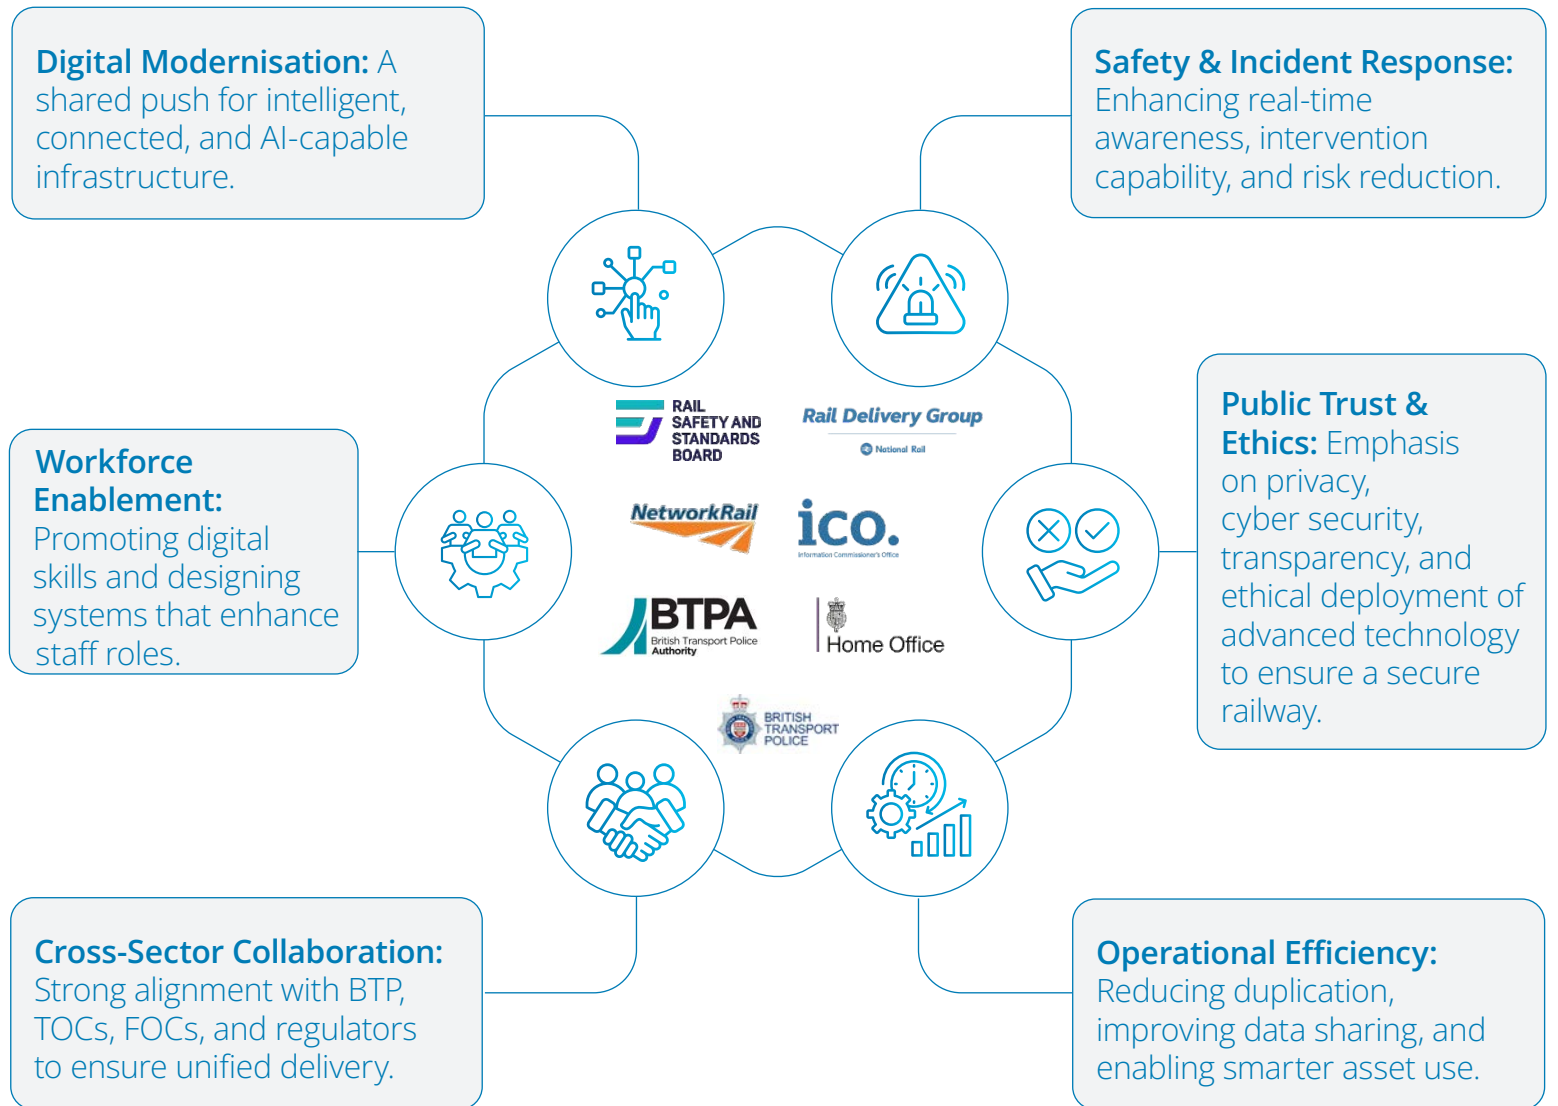 Digital Modernisation: A
shared push for intelligent,
connected, and AI-capable
infrastructure.
Safety & Incident Response:
Enhancing real-time
awareness, intervention
capability, and risk reduction.
Workforce
Enablement:
Promoting digital
skills and designing
systems that enhance
staff roles.
RAIL
SAFETY AND
STANDARDS
BOARD
Rail Delivery Group
National Rail
NetworkRail
ico.
Information Commissioner's Office
BTPA
British Transport Police
Authority
Home Office
BRITISH
TRANSPORT
POLICE
Public Trust &
Ethics: Emphasis
on privacy,
cyber security,
transparency, and
ethical deployment of
advanced technology
to ensure a secure
railway.
Cross-Sector Collaboration:
Strong alignment with BTP,
TOCs, FOCs, and regulators
to ensure unified delivery.
Operational Efficiency:
Reducing duplication,
improving data sharing, and
enabling smarter asset use.